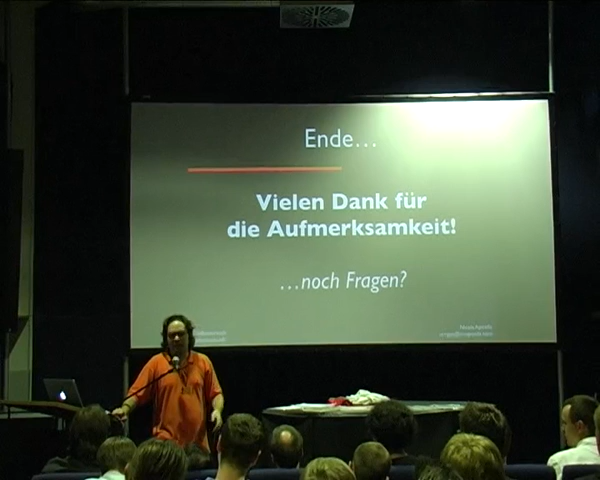 Ende…
Vielen Dank für
die Aufmerksamkeit!
…noch Fragen?